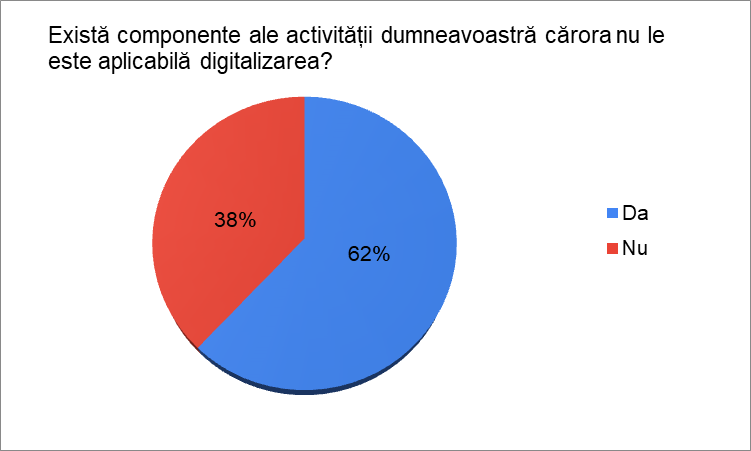 Există componente ale activității dumneavoastră cărora nu le
este aplicabilă digitalizarea?
38%
62%
Da
Nu